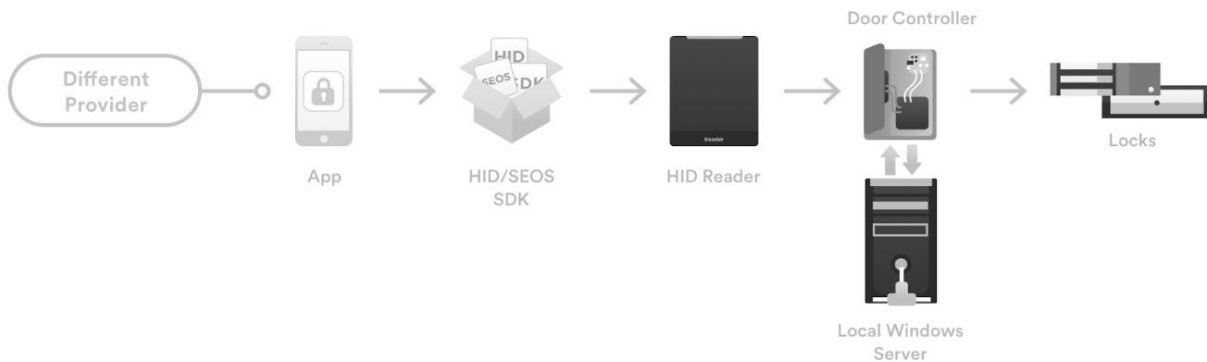 Door Controller
Different
Provider
HID
SEOS
SDK
Reader
App
HID/SEOS
SDK
HID Reader
Locks
Local Windows
Server